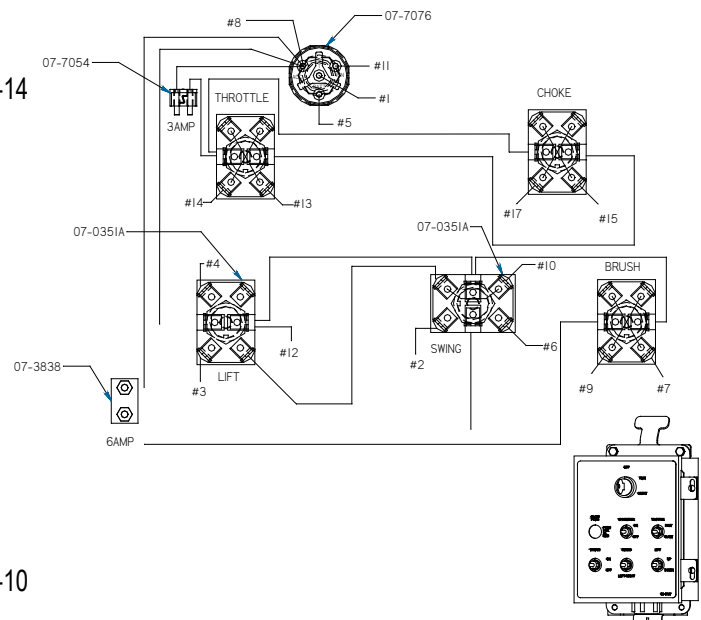 #8
07-7076
07-7054
#11
-14
THROTTLE
CHOKE
#1
3AMP
#5
#14
#13
#17
#15
07-0351A
07-0351A
#4
#10
BRUSH
#12
#6
SWING
#2
07-3838
LIFT
#3
#9
#7
6AMP
OFF
-10